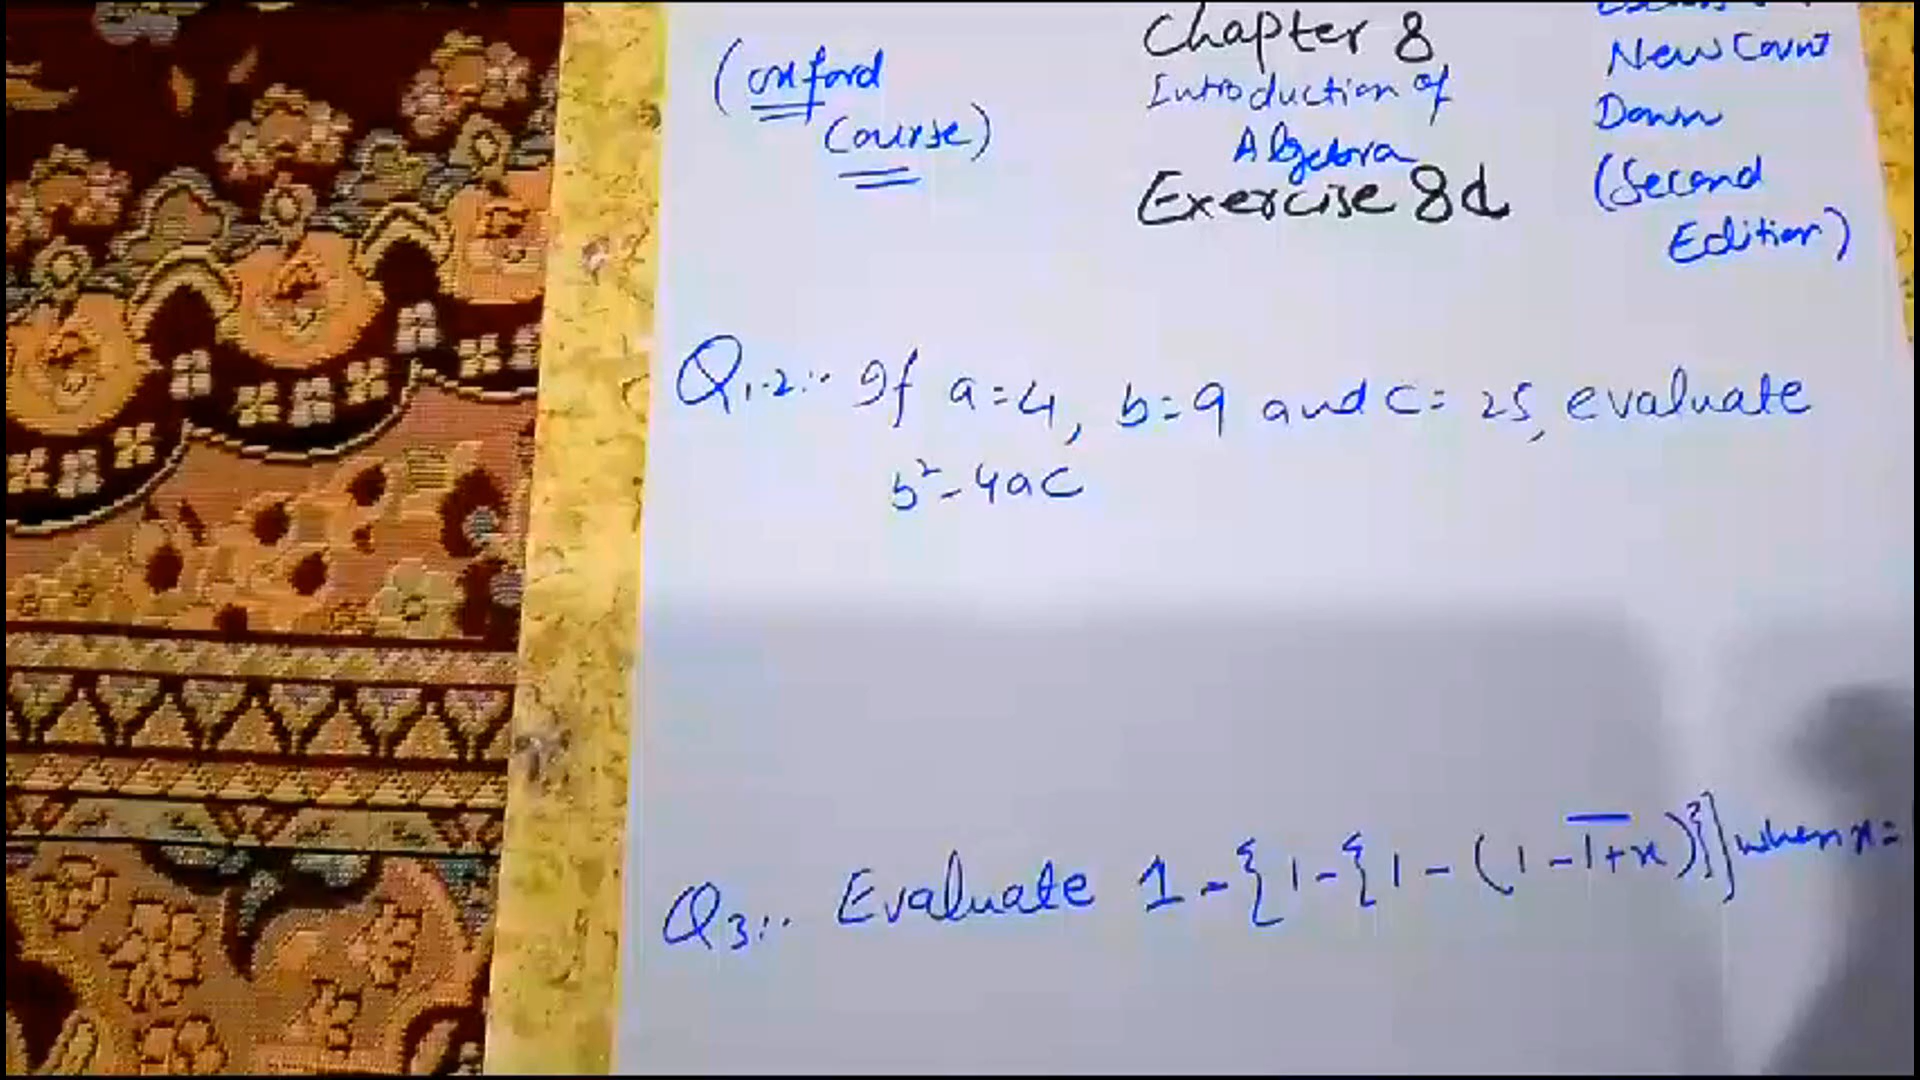 (oxford
Course)
Chapter 8
Introduction of
Algebra
Exercise 8d
New Count
Down
(Second
Edition)
Q.2:- If a=4, b=9 and c= 25, evaluate
b²-4ac
Q3:. Evaluate 1-{1-{1-(1-1̅+̅x̅)}}] when x=